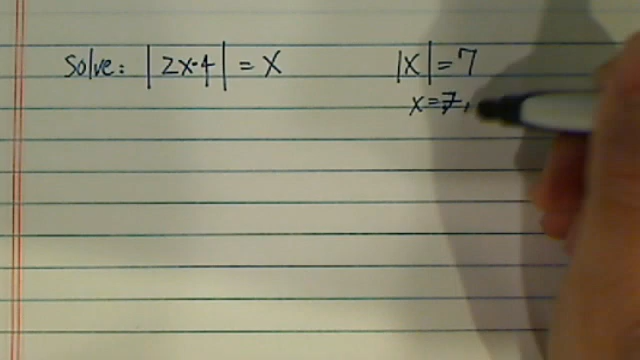 Solve: |2x-4| = x
|x| = 7
x = 7,